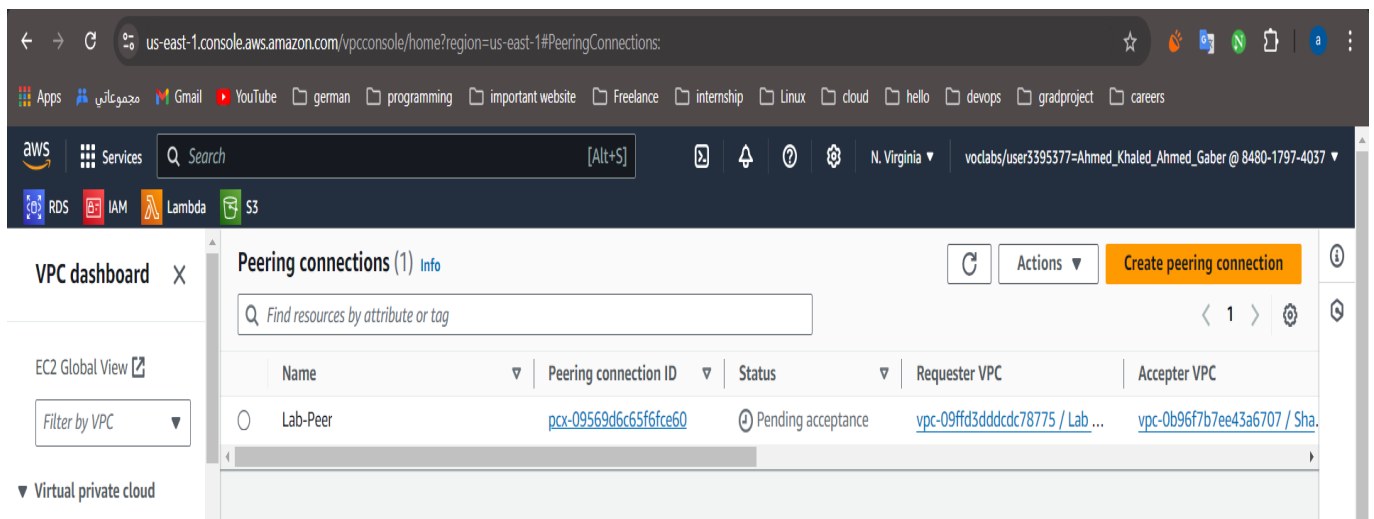 us-east-1.console.aws.amazon.com/vpcconsole/home?region=us-east-1#PeeringConnections:
a
Apps مجموعاتي Gmail YouTube german programming important website Freelance internship Linux cloud hello devops gradproject careers
aws Services Search [Alt+S] N. Virginia ▼ voclabs/user3395377=Ahmed_Khaled_Ahmed_Gaber @ 8480-1797-4037 ▼
RDS IAM Lambda S3
VPC dashboard
EC2 Global View
Filter by VPC
Virtual private cloud
Peering connections (1) Info
Actions ▼ Create peering connection
Find resources by attribute or tag
1
Name Peering connection ID Status Requester VPC Accepter VPC
Lab-Peer pcx-09569d6c65f6fce60 Pending acceptance vpc-09ffd3dddcdc78775 / Lab ... vpc-0b96f7b7ee43a6707 / Sha.